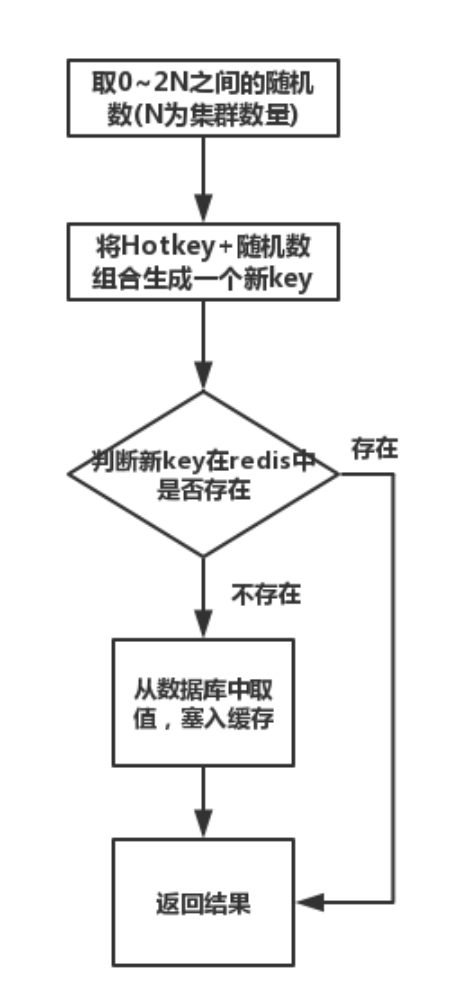 取0~2N之间的随机
数(N为集群数量)
将Hotkey+随机数
组合生成一个新key
判断新key在redis中
是否存在
存在
不存在
从数据库中取
值，塞入缓存
返回结果